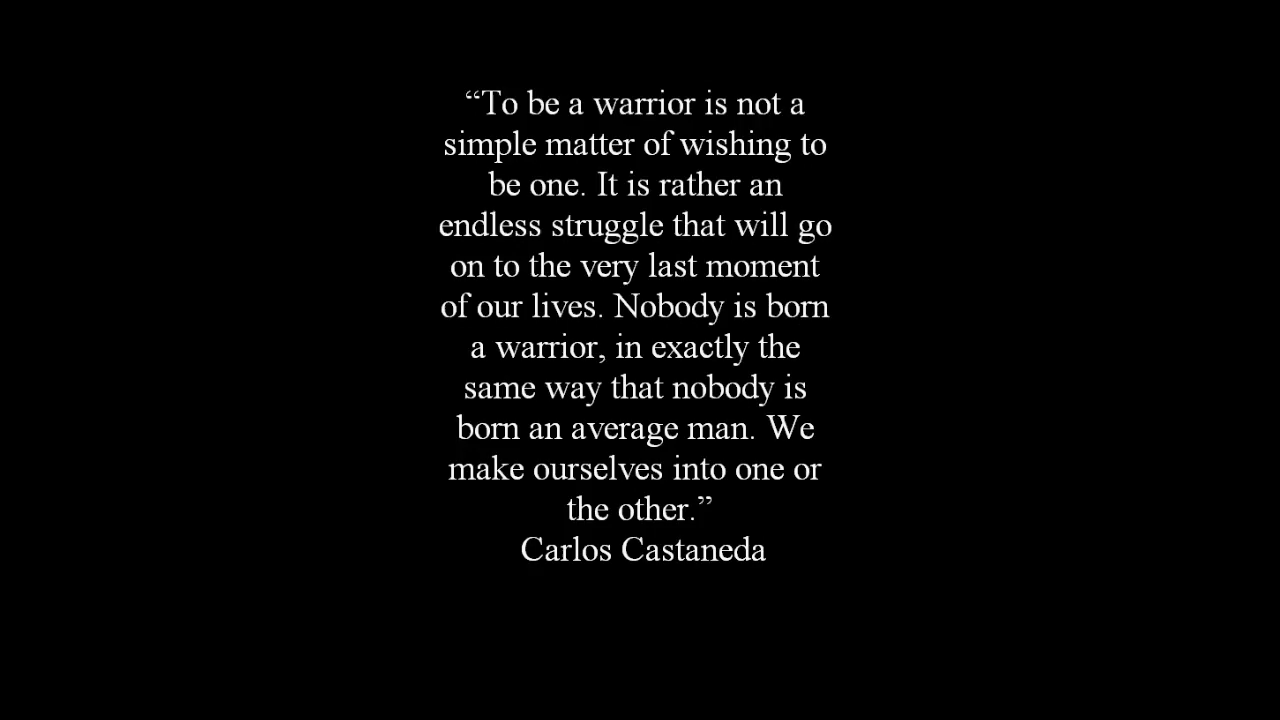 “To be a warrior is not a
simple matter of wishing to
be one. It is rather an
endless struggle that will go
on to the very last moment
of our lives. Nobody is born
a warrior, in exactly the
same way that nobody is
born an average man. We
make ourselves into one or
the other.”
Carlos Castaneda